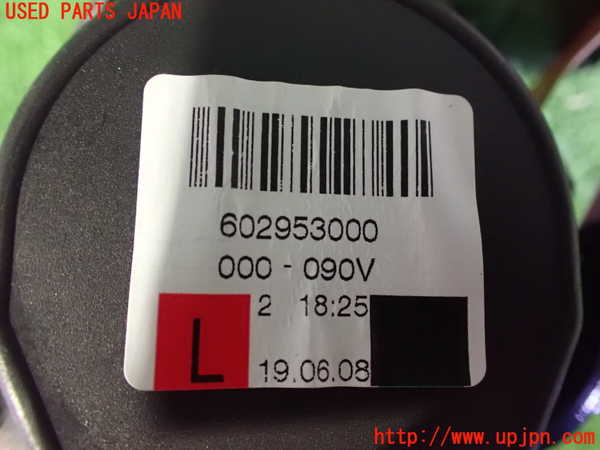 USED PARTS JAPAN
602953000
000 - 090V
2 18:25
L
19.06.08
http://www.upjpn.com/